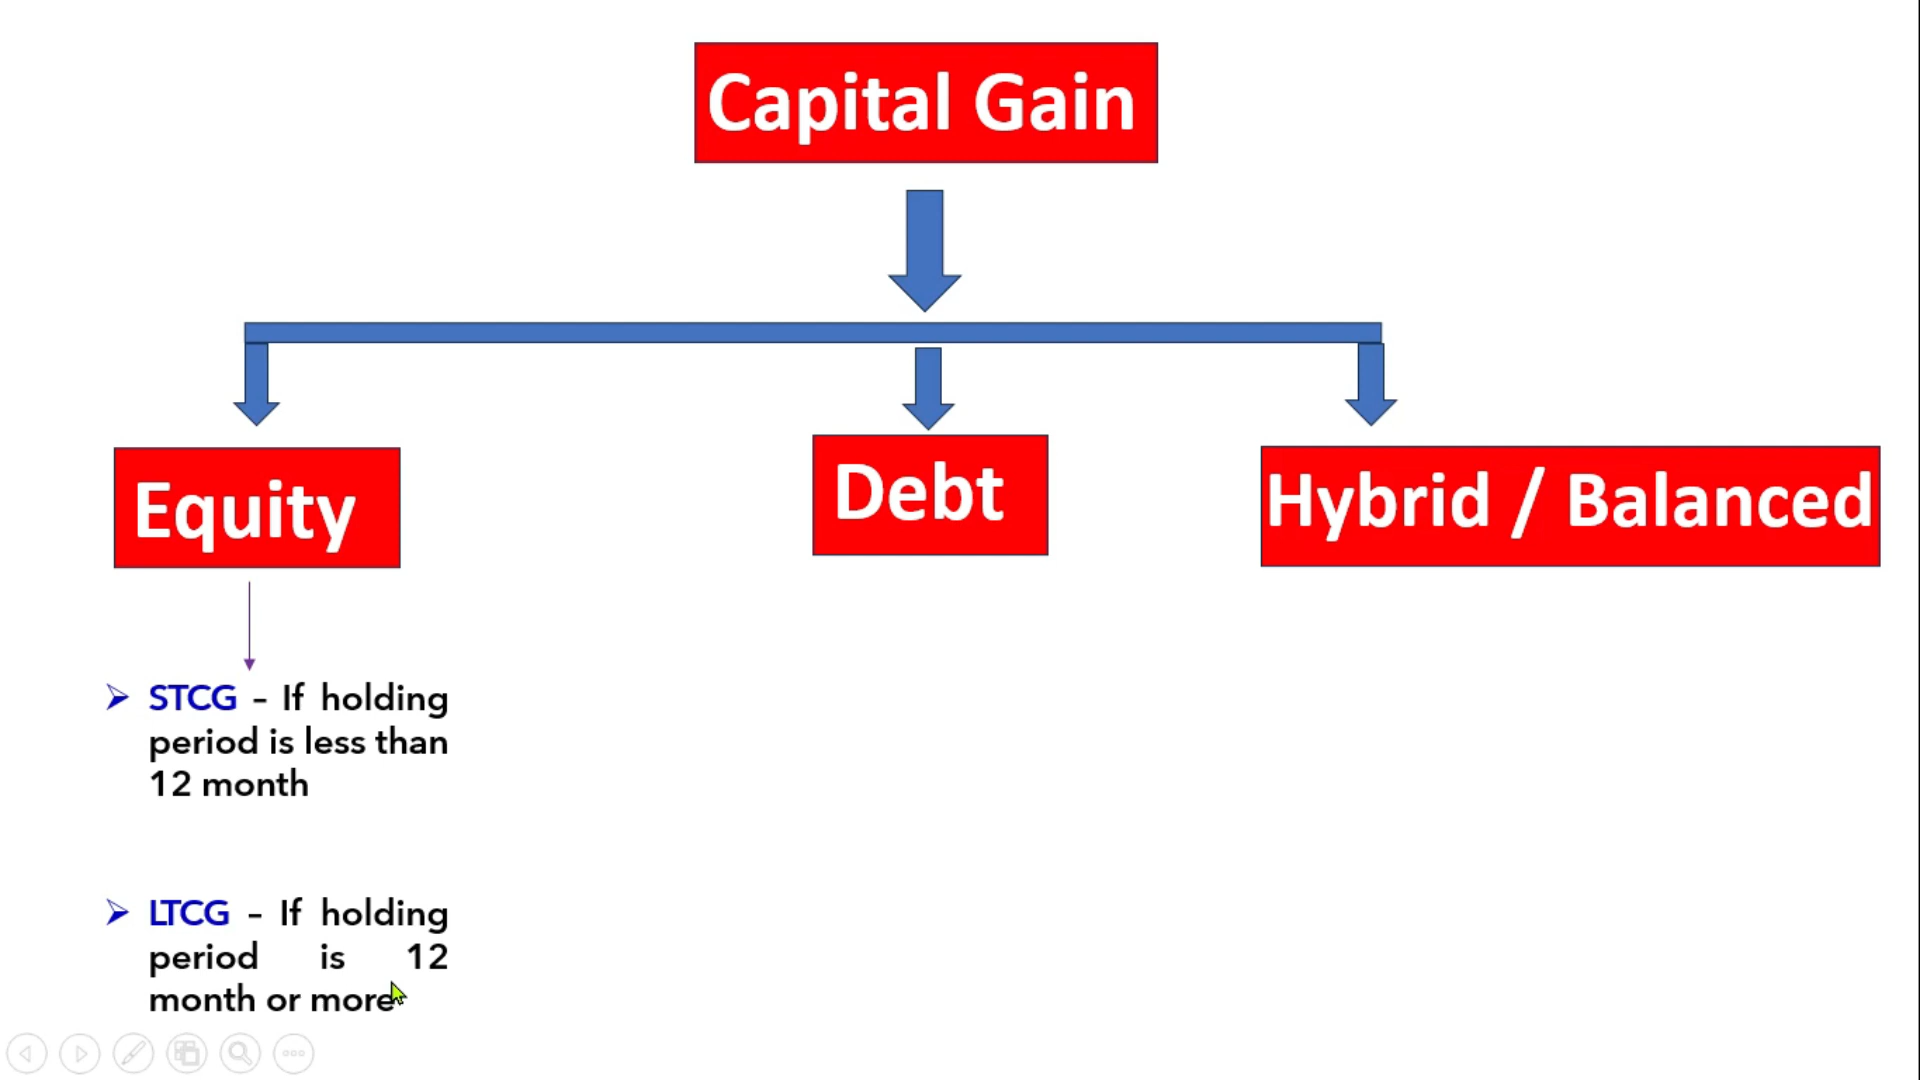 Capital Gain
Equity
Debt
Hybrid / Balanced
STCG – If holding
period is less than
12 month
LTCG – If holding
period is 12
month or more